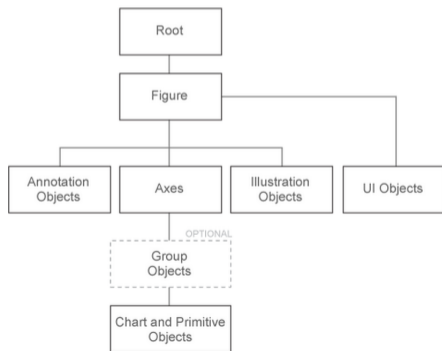 Root
Figure
Annotation
Objects
Axes
Illustration
Objects
UI Objects
OPTIONAL
Group
Objects
Chart and Primitive
Objects